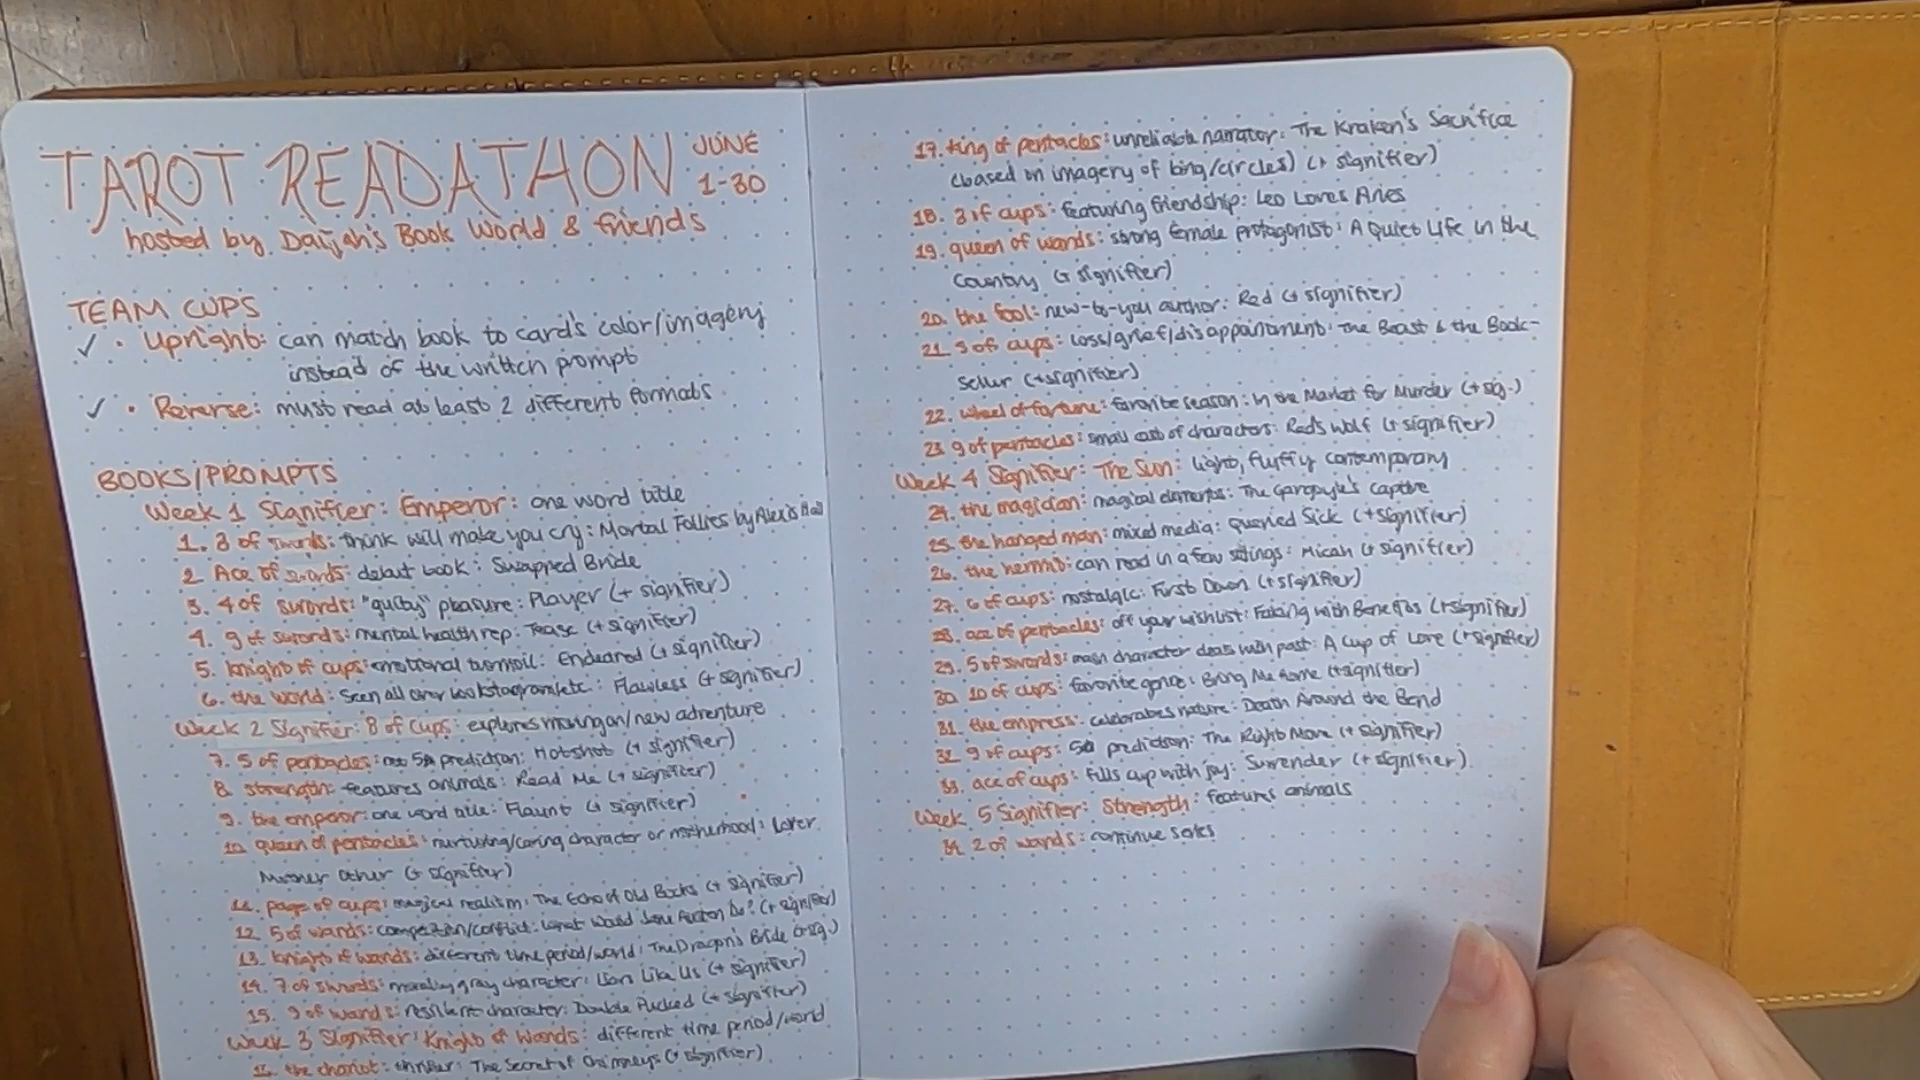 TAROT READATHON JUNE 1-30
hosted by Daijah's Book World & friends
TEAM CUPS
✓ • Upright: can match book to card's color/imagery
instead of the written prompt
✓ • Reverse: must read at least 2 different formats
BOOKS/PROMPTS
Week 1 Signifier: Emperor: one word title
1. 3 of swords: think will make you cry: Mortal Follies by Alexis Hall
2 Ace of swords: debut book: Swapped Bride
3. 4 of swords: "guilty" pleasure: Player (+ signifier)
4. 9 of swords: mental health rep: Tease (+ signifier)
5. knight of cups: emotional turmoil: Endeared (+ signifier)
6. the world: seen all over bookstagram/etc: Flawless (+ signifier)
Week 2 Signifier: 8 of Cups: explores moving on/new adventure
7. 5 of pentacles: not 5★ prediction: Hotshot (+ signifier)
8 strength: features animals: Read Me (+ signifier)
9. the emperor: one word title: Flaunt (+ signifier)
10. queen of pentacles: nurturing/caring character or motherhood: Lover
Mother Other (+ signifier)
11. page of cups: magical realism: The Echo of Old Books (+ signifier)
12 5 of wands: competition/conflict: What Would Jane Austen Do? (+ signifier)
13. knight of wands: different time period/world: The Dragon's Bride (+ sig.)
14. 7 of swords: morally gray character: Liars Like Us (+ signifier)
15. 9 of wands: resilient character: Double Pucked (+ signifier)
Week 3 Signifier: Knight of Wands: different time period/world
16. the chariot: thriller: The Secret of Chimneys (+ signifier)
17. king of pentacles: unreliable narrator: The Kraken's Sacrifice
(based on imagery of king/circles) (+ signifier)
18. 3 of cups: featuring friendship: Leo Loves Aries
19. queen of wands: strong female protagonist: A Quiet Life in the
Country (+ signifier)
20. the fool: new-to-you author: Red (+ signifier)
21 5 of cups: loss/grief/disappointment: The Beast & the Book-
seller (+ signifier)
22. wheel of fortune: favorite season: In the Market for Murder (+ sig.)
23 9 of pentacles: small cast of characters: Red's Wolf (+ signifier)
Week 4 Signifier: The Sun: light, fluffy contemporary
24. the magician: magical elements: The Gargoyle's Captive
25. the hanged man: mixed media: Queried Sick (+ signifier)
26. the hermit: can read in a few sittings: Micah (+ signifier)
27. 6 of cups: nostalgic: First Down (+ signifier)
28. ace of pentacles: off your wishlist: Faking with Benefits (+ signifier)
29. 5 of swords: main character deals with past: A Cup of Love (+ signifier)
30 10 of cups: favorite genre: Bring Me Home (+ signifier)
31. the empress: celebrates nature: Death Around the Bend
32 9 of cups: 5★ prediction: The Right Move (+ signifier)
33. ace of cups: fills cup with joy: Surrender (+ signifier)
Week 5 Signifier: Strength: features animals
34 2 of wands: continue series